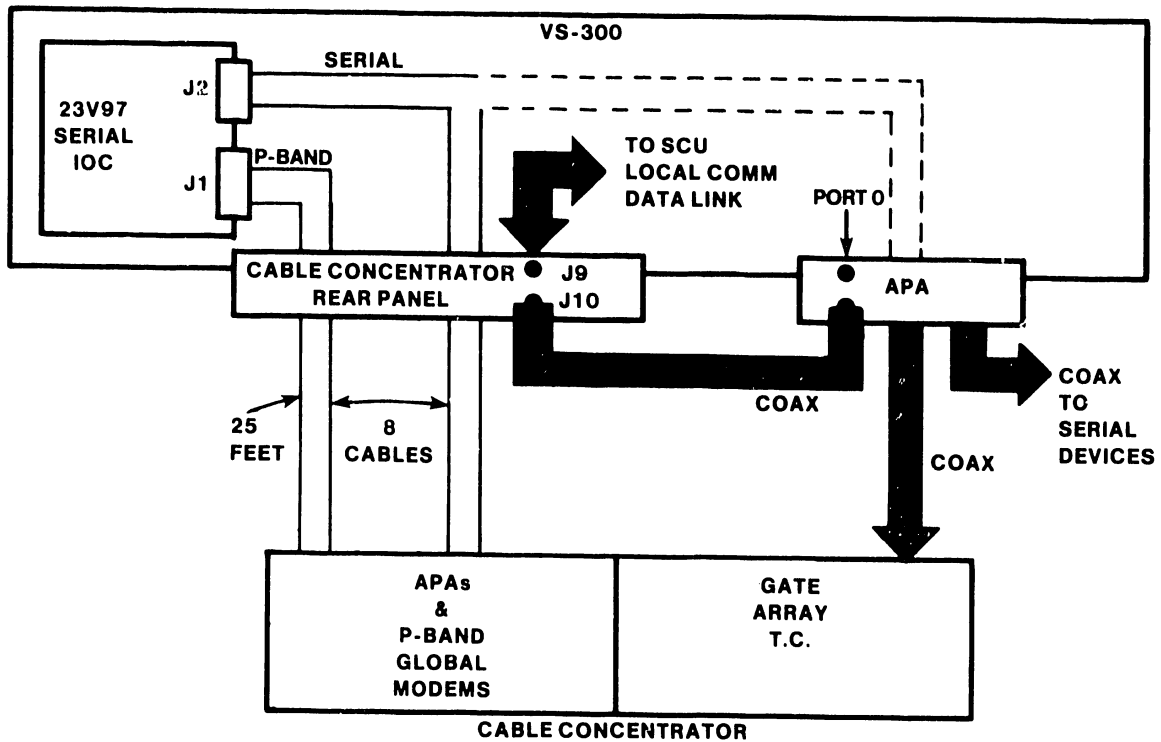 VS-300
SERIAL
J2
23V97
SERIAL
IOC
P-BAND
J1
TO SCU
LOCAL COMM
DATA LINK
PORT 0
CABLE CONCENTRATOR
REAR PANEL
J9
J10
APA
COAX
COAX
TO
SERIAL
DEVICES
25
FEET
8
CABLES
COAX
APAs
&
P-BAND
GLOBAL
MODEMS
GATE
ARRAY
T.C.
CABLE CONCENTRATOR